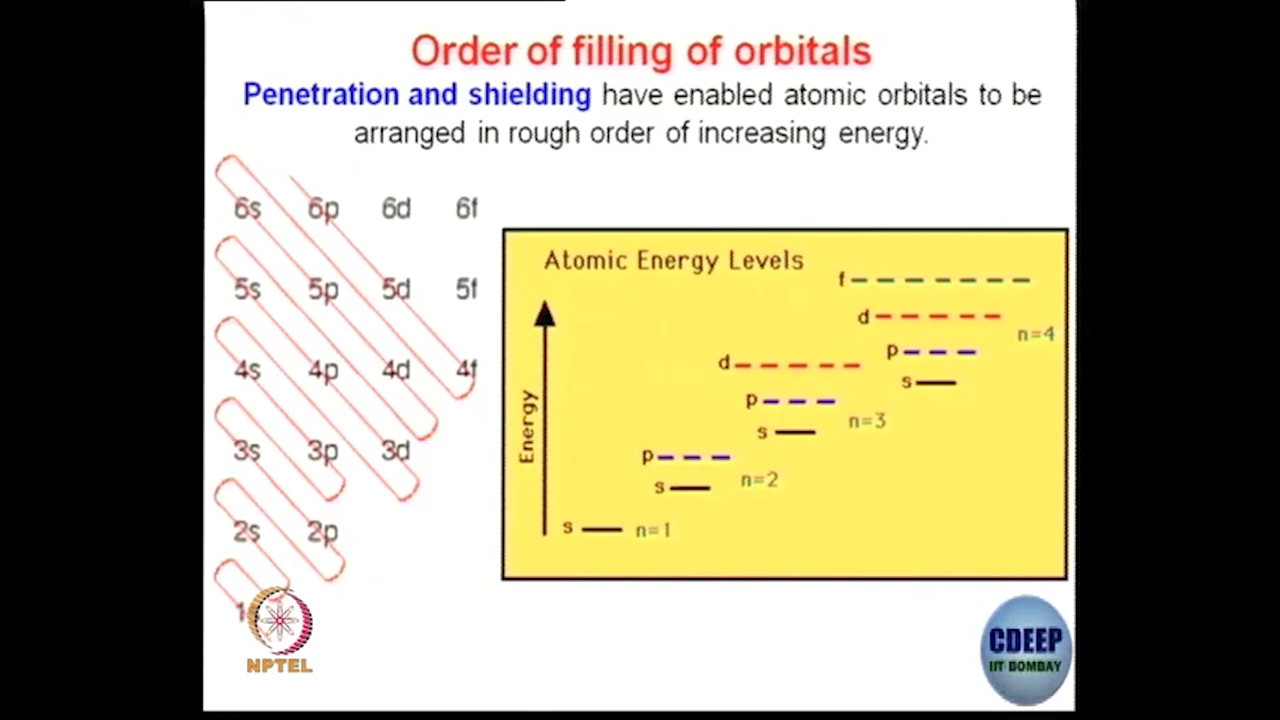 Order of filling of orbitals
Penetration and shielding have enabled atomic orbitals to be
arranged in rough order of increasing energy.
6s 6p 6d 6f
5s 5p 5d 5f
4s 4p 4d 4f
3s 3p 3d
2s 2p
Atomic Energy Levels
f
d
n=4
p
s
d
p
n=3
s
p
n=2
s
s
n=1
Energy
NPTEL
CDEEP
IIT BOMBAY